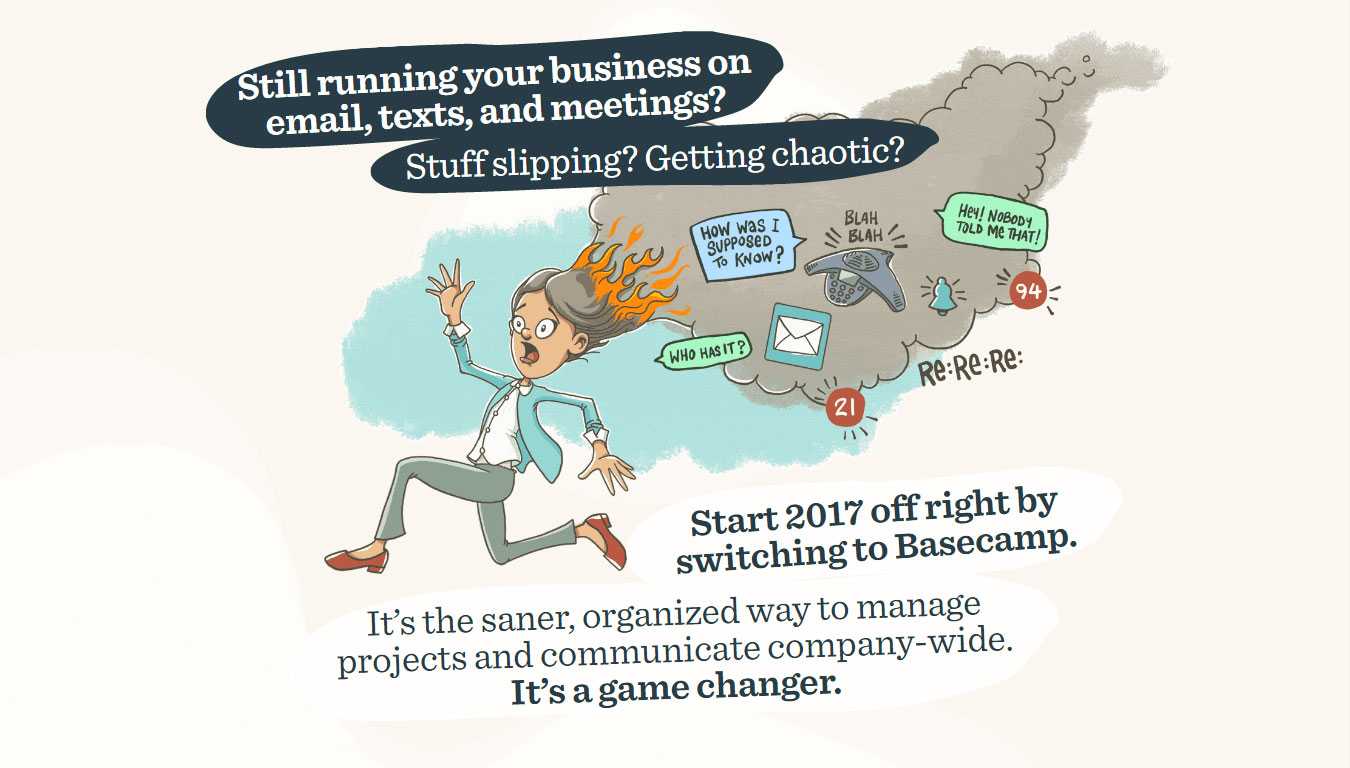 Still running your business on
email, texts, and meetings?
Stuff slipping? Getting chaotic?
HOW WAS I
SUPPOSED
TO KNOW?
BLAH
BLAH
HEY! NOBODY
TOLD ME THAT!
94
WHO HAS IT?
Re:Re:Re:
21
Start 2017 off right by
switching to Basecamp.
It's the saner, organized way to manage
projects and communicate company-wide.
It's a game changer.